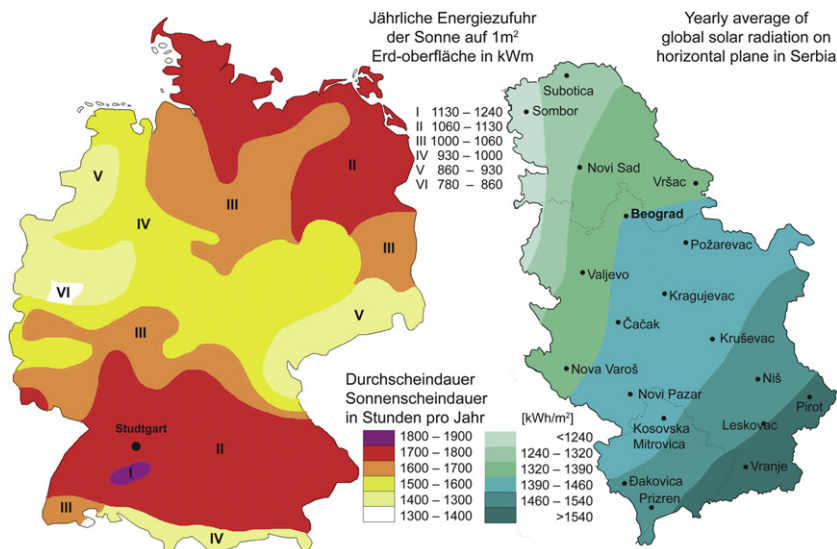 Jährliche Energiezufuhr
der Sonne auf 1m²
Erd-oberfläche in kWm
I 1130 – 1240
II 1060 – 1130
III 1000 – 1060
IV 930 – 1000
V 860 – 930
VI 780 – 860
Yearly average of
global solar radiation on
horizontal plane in Serbia
II
V
III
IV
III
VI
V
III
Studtgart
II
I
III
IV
Subotica
Sombor
Novi Sad
Vršac
Beograd
Požarevac
Valjevo
Kragujevac
Čačak
Kruševac
Nova Varoš
Niš
Novi Pazar
Pirot
Kosovska
Mitrovica
Leskovac
Vranje
Đakovica
Prizren
Durchscheindauer
Sonnenscheindauer
in Stunden pro Jahr
1800 – 1900
1700 – 1800
1600 – 1700
1500 – 1600
1400 – 1300
1300 – 1400
[kWh/m²]
<1240
1240 – 1320
1320 – 1390
1390 – 1460
1460 – 1540
>1540